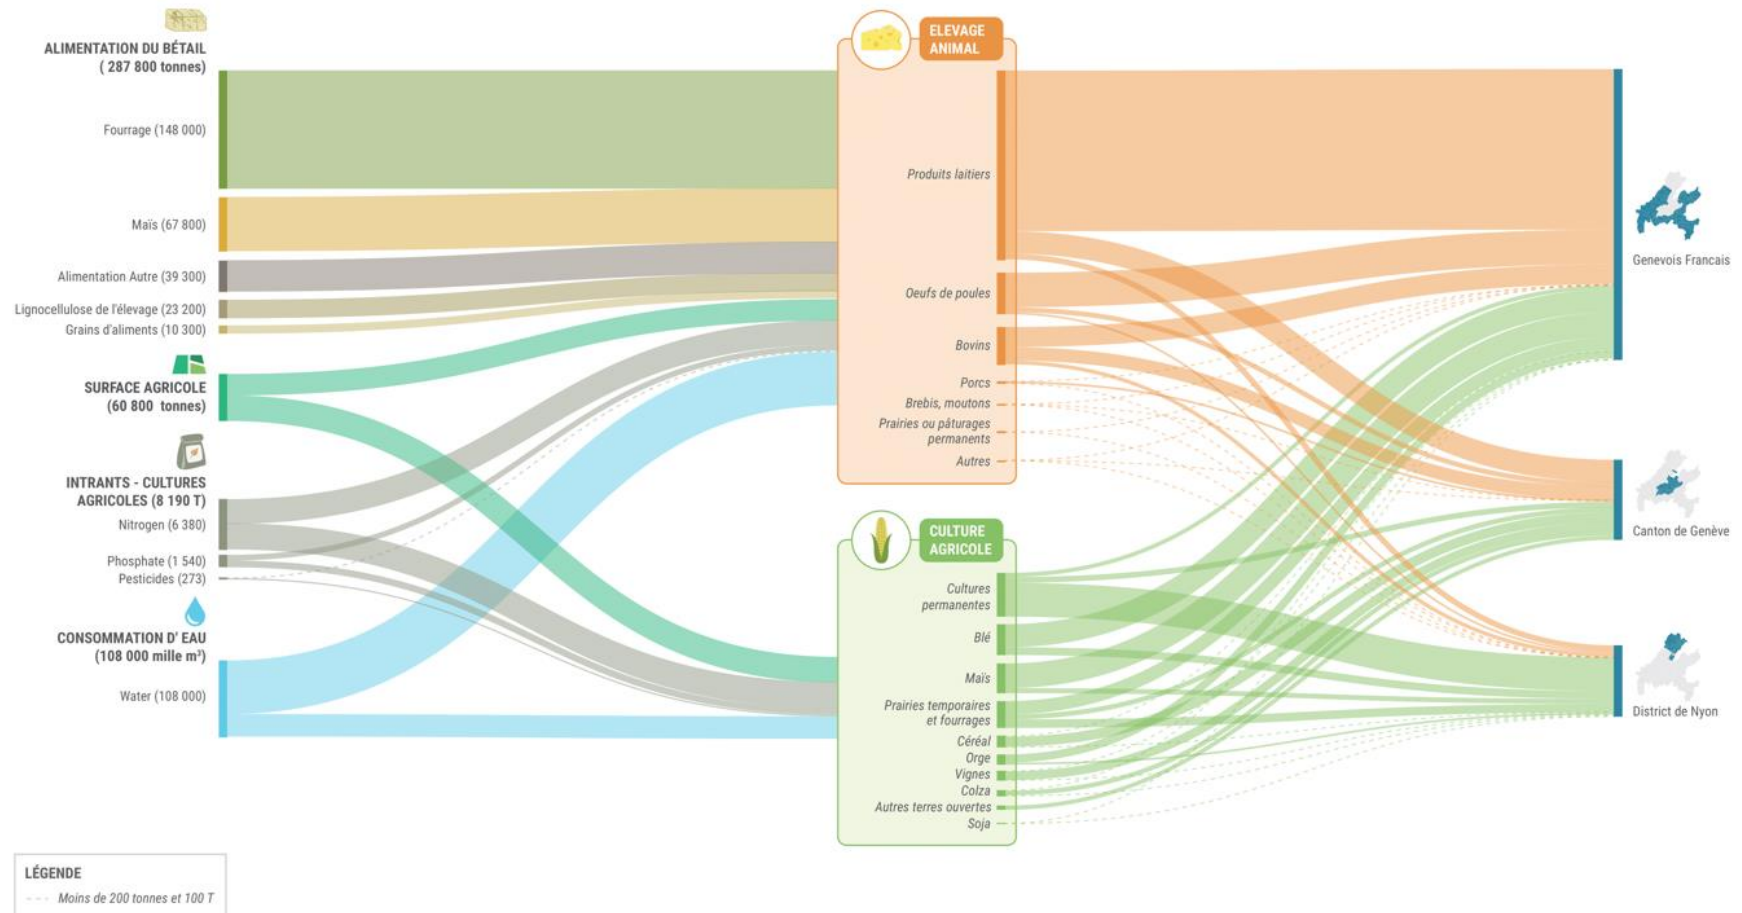 ALIMENTATION DU BÉTAIL
( 287 800 tonnes)
Fourrage (148 000)
Maïs (67 800)
Alimentation Autre (39 300)
Lignocellulose de l'élevage (23 200)
Grains d'aliments (10 300)
SURFACE AGRICOLE
(60 800 tonnes)
INTRANTS - CULTURES
AGRICOLES (8 190 T)
Nitrogen (6 380)
Phosphate (1 540)
Pesticides (273)
CONSOMMATION D' EAU
(108 000 mille m³)
Water (108 000)
ELEVAGE
ANIMAL
Produits laitiers
Oeufs de poules
Bovins
Porcs
Brebis, moutons
Prairies ou pâturages
permanents
Autres
CULTURE
AGRICOLE
Cultures
permanentes
Blé
Maïs
Prairies temporaires
et fourrages
Céréal
Orge
Vignes
Colza
Autres terres ouvertes
Soja
Genevois Francais
Canton de Genève
District de Nyon
LÉGENDE
Moins de 200 tonnes et 100 T